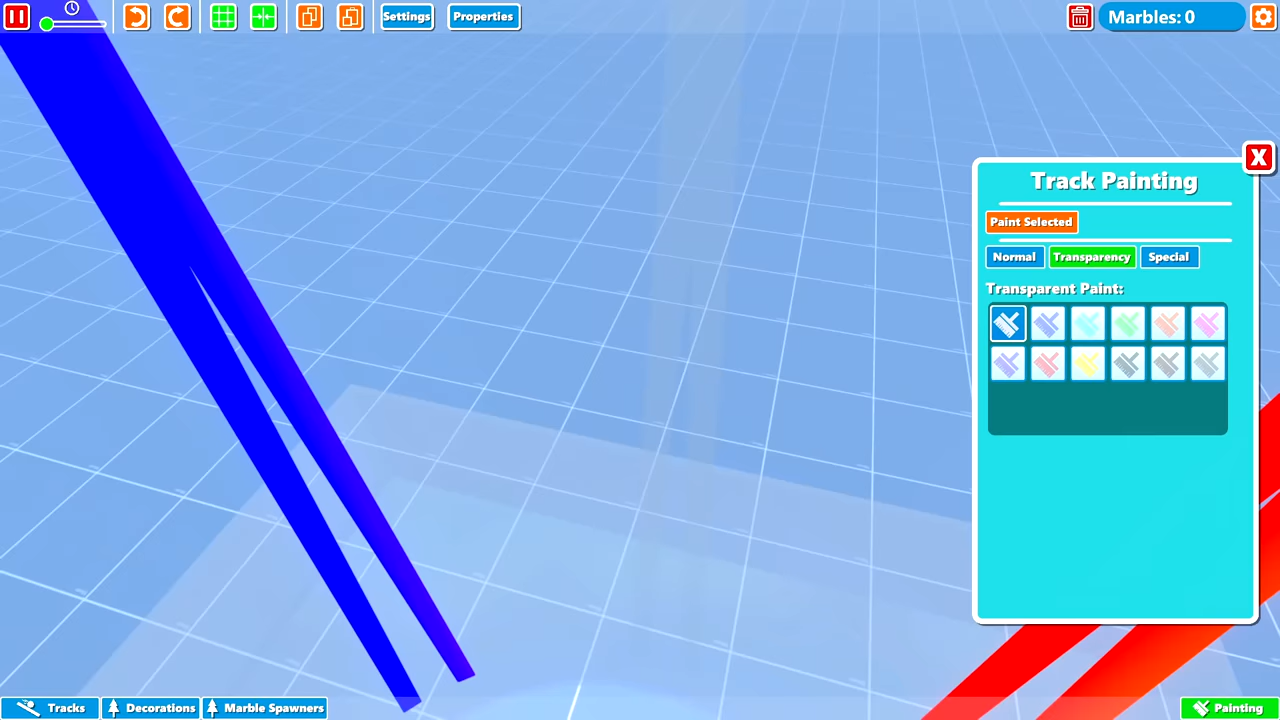 Settings
Properties
Marbles: 0
X
Track Painting
Paint Selected
Normal
Transparency
Special
Transparent Paint:
Tracks
Decorations
Marble Spawners
Painting